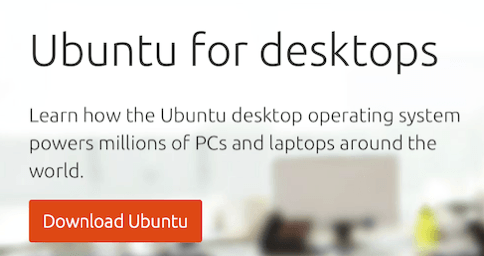 Ubuntu for desktops
Learn how the Ubuntu desktop operating system
powers millions of PCs and laptops around the
world.
Download Ubuntu